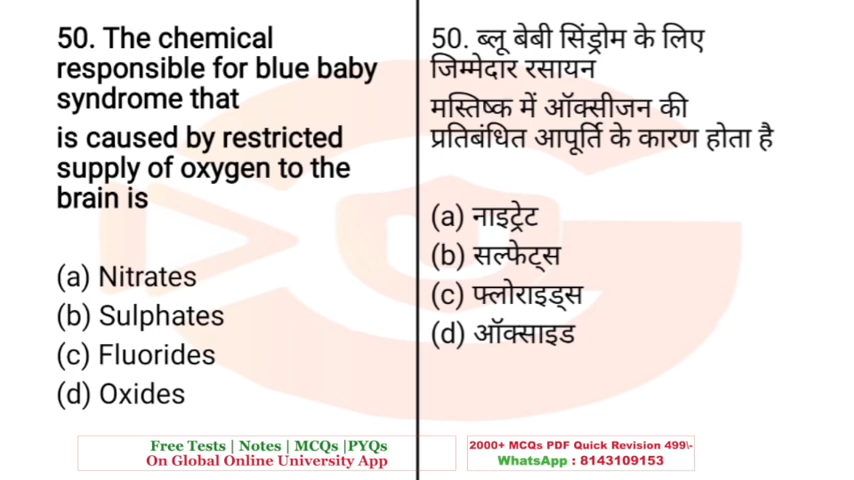 50. The chemical
responsible for blue baby
syndrome that
is caused by restricted
supply of oxygen to the
brain is
(a) Nitrates
(b) Sulphates
(c) Fluorides
(d) Oxides
50. ब्लू बेबी सिंड्रोम के लिए
जिम्मेदार रसायन
मस्तिष्क में ऑक्सीजन की
प्रतिबंधित आपूर्ति के कारण होता है
(a) नाइट्रेट
(b) सल्फेट्स
(c) फ्लोराइड्स
(d) ऑक्साइड
Free Tests | Notes | MCQs |PYQs
On Global Online University App
2000+ MCQs PDF Quick Revision 499\-
WhatsApp : 8143109153